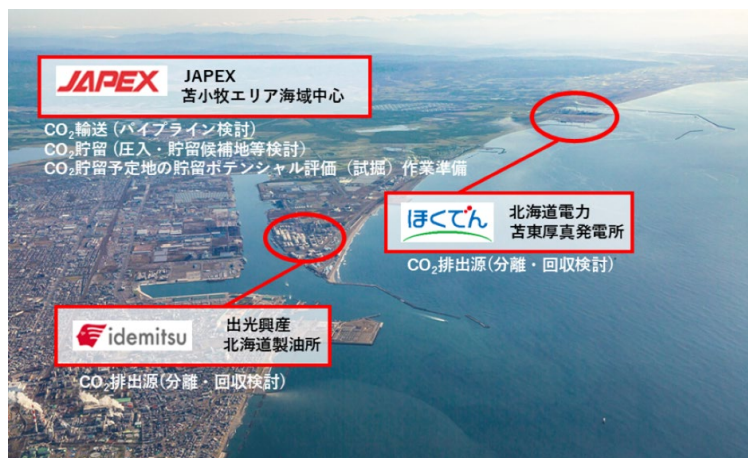 JAPEX
JAPEX
苫小牧エリア海域中心
CO₂輸送 (パイプライン検討)
CO₂貯留 (圧入・貯留候補地等検討)
CO₂貯留予定地の貯留ポテンシャル評価（試掘）作業準備
ほくでん
北海道電力
苫東厚真発電所
CO₂排出源(分離・回収検討)
idemitsu
出光興産
北海道製油所
CO₂排出源(分離・回収検討)